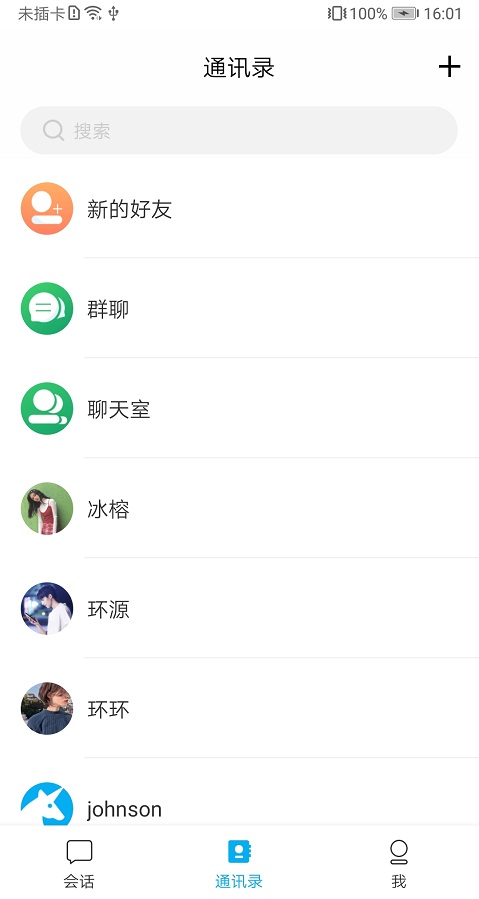 未插卡 100% 16:01
通讯录
搜索
新的好友
群聊
聊天室
冰榕
环源
环环
johnson
会话 通讯录 我